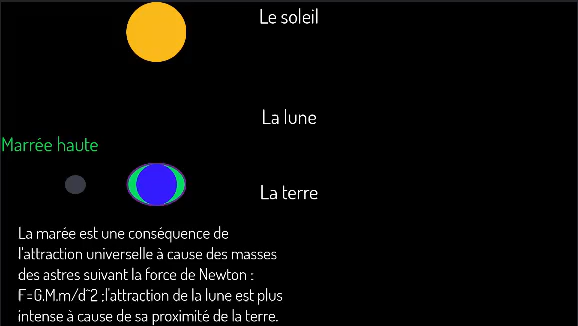 Le soleil
La lune
Marrée haute
La terre
La marée est une conséquence de
l'attraction universelle à cause des masses
des astres suivant la force de Newton :
F=G.M.m/d^2 ;l'attraction de la lune est plus
intense à cause de sa proximité de la terre.